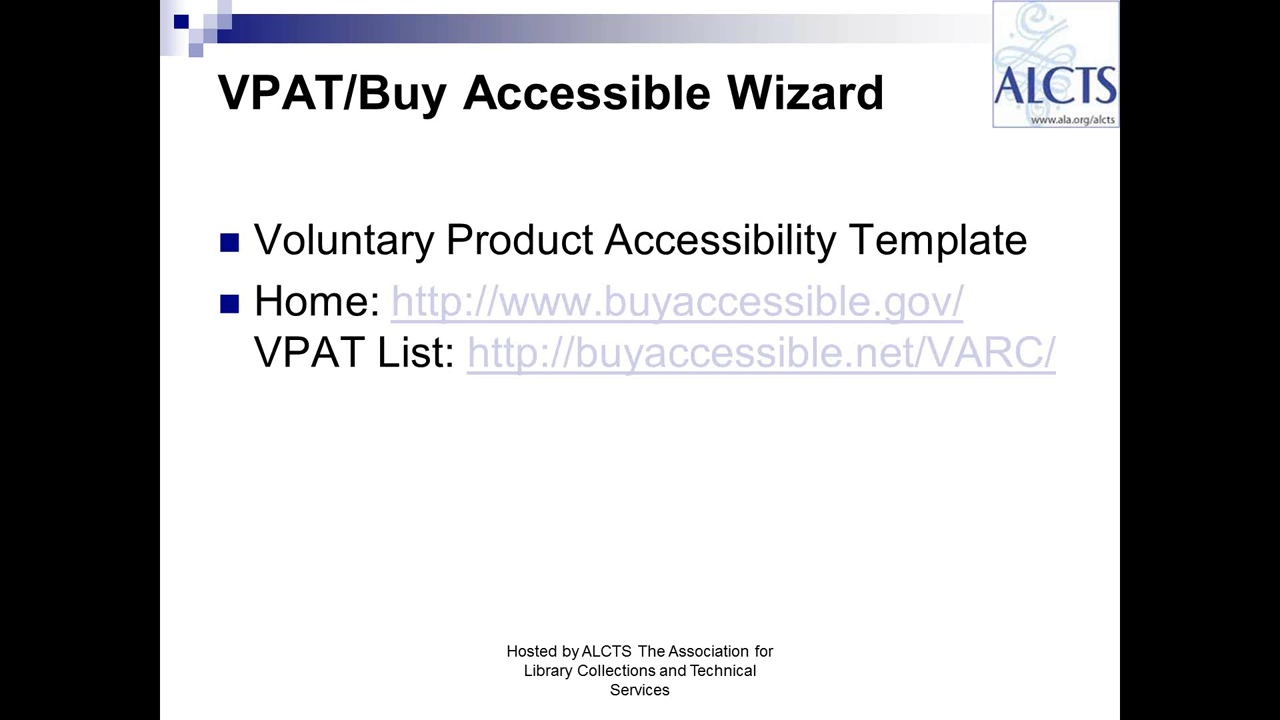 VPAT/Buy Accessible Wizard
ALCTS
www.ala.org/alcts
Voluntary Product Accessibility Template
Home: http://www.buyaccessible.gov/
VPAT List: http://buyaccessible.net/VARC/
Hosted by ALCTS The Association for
Library Collections and Technical
Services